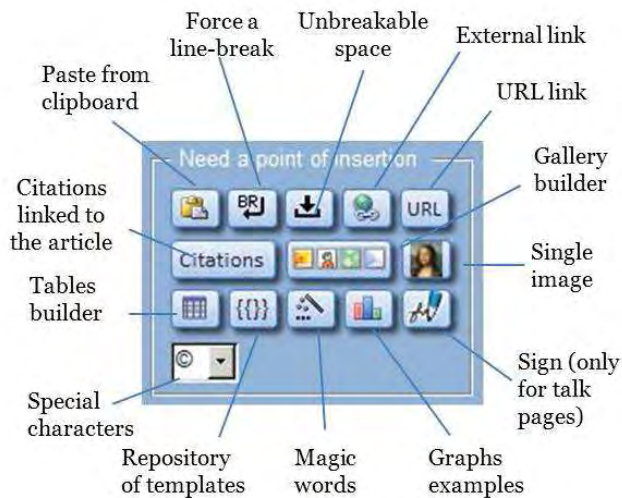 Force a
line-break
Unbreakable
space
External link
Paste from
clipboard
URL link
Need a point of insertion
Gallery
builder
BR
URL
Citations
linked to
the article
Citations
Single
image
Tables
builder
{{}}
©
Sign (only
for talk
pages)
Special
characters
Repository
of templates
Magic
words
Graphs
examples